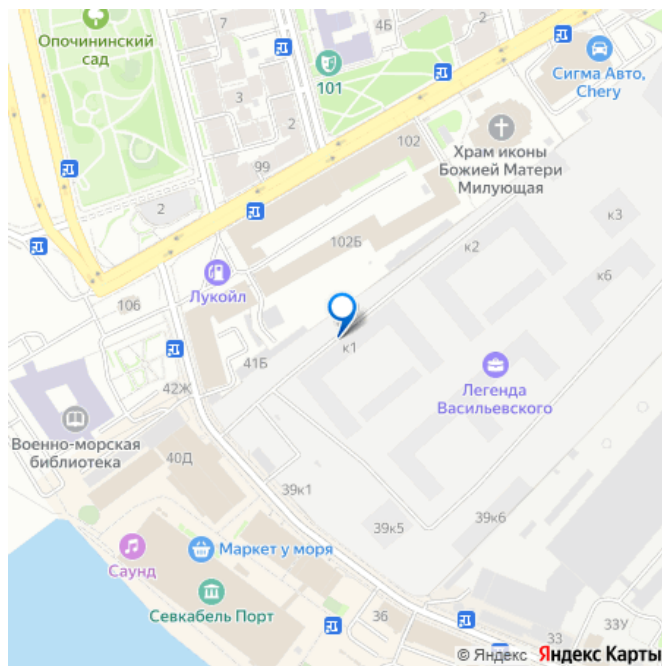 7
2
4Б
Опочининский
сад
101
Сигма Авто,
Chery
3
2
102
Храм иконы
Божией Матери
Милующая
99
2
к3
102Б
к2
к6
Лукойл
106
к1
41Б
42Ж
Легенда
Васильевского
Военно-морская
библиотека
40Д
39к1
39к5
39к6
Маркет у моря
Саунд
Севкабель Порт
36
33
33У
© Яндекс Яндекс Карты